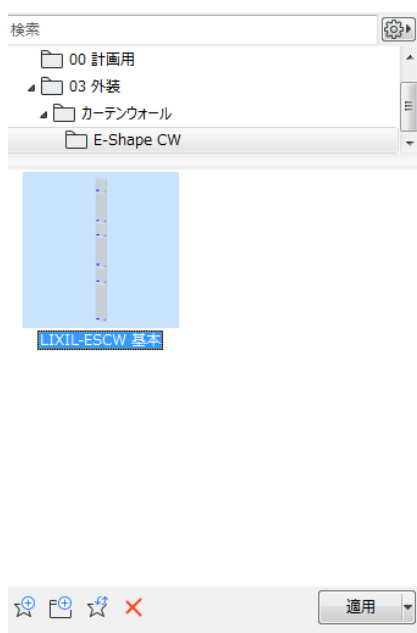 検索
00 計画用
03 外装
カーテンウォール
E-Shape CW
LIXIL-ESCW 基本
適用